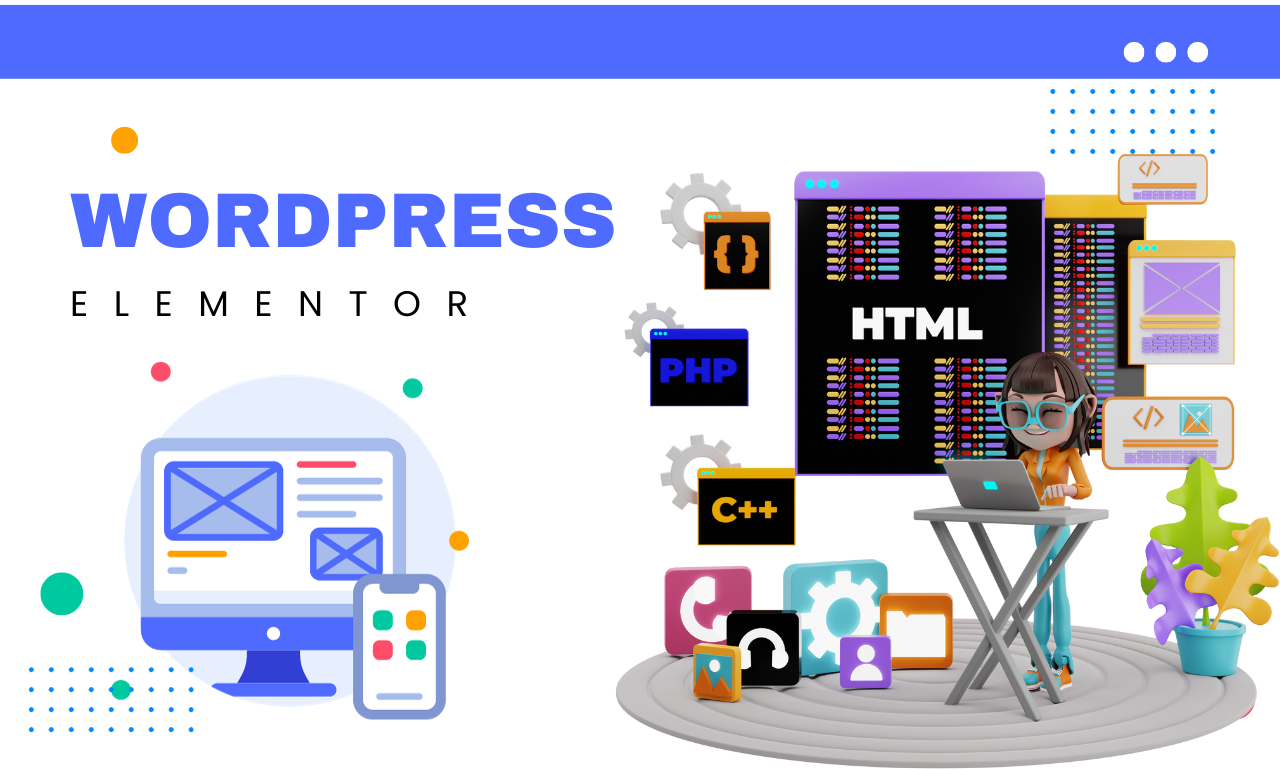 WORDPRESS
ELEMENTOR
{}
HTML
PHP
</>
</>
C++